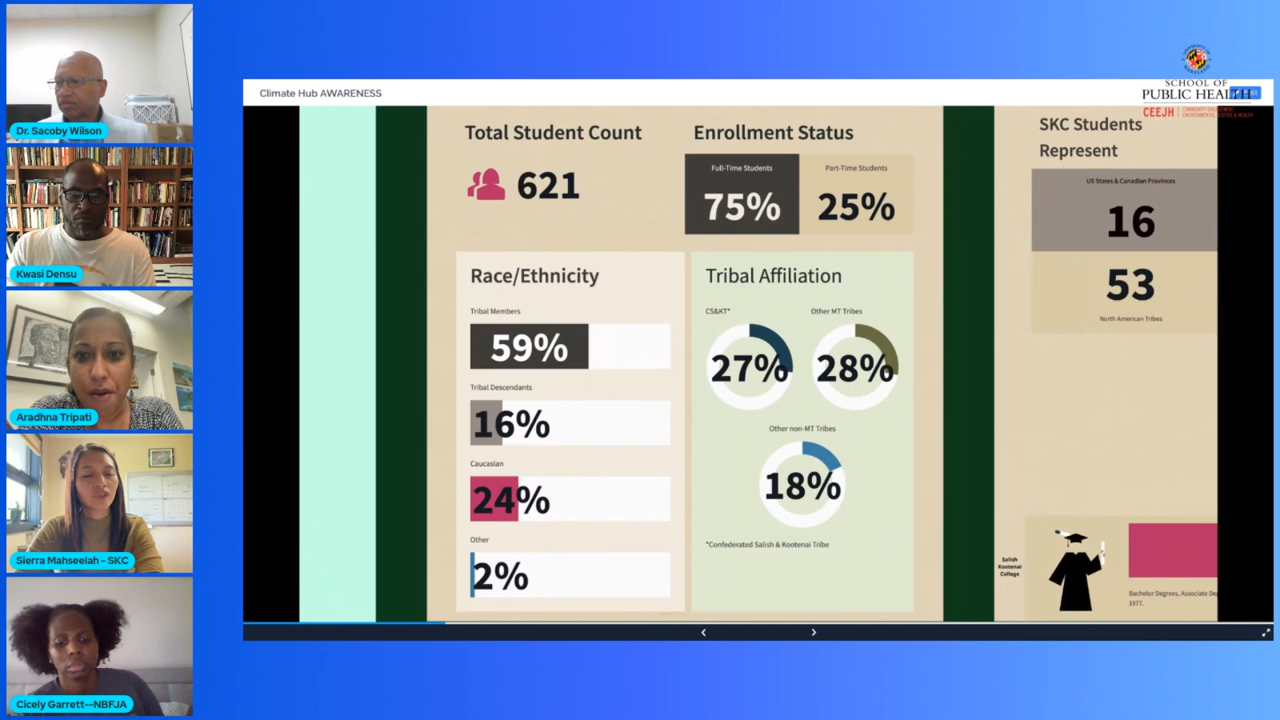 Dr. Sacoby Wilson
Kwasi Densu
Aradhna Tripati
Sierra Mahseelah - SKC
Cicely Garrett--NBFJA
SCHOOL OF
PUBLIC HEALTH
CEEJH
Climate Hub AWARENESS
Total Student Count
621
Enrollment Status
Full-Time Students
75%
Part-Time Students
25%
Race/Ethnicity
Tribal Members
59%
Tribal Descendants
16%
Caucasian
24%
Other
2%
Tribal Affiliation
CS&KT*
27%
Other MT Tribes
28%
Other non-MT Tribes
18%
*Confederated Salish & Kootenai Tribe
SKC Students
Represent
US States & Canadian Provinces
16
53
North American Tribes
Salish
Kootenai
College
Bachelor Degrees, Associate De
1977.